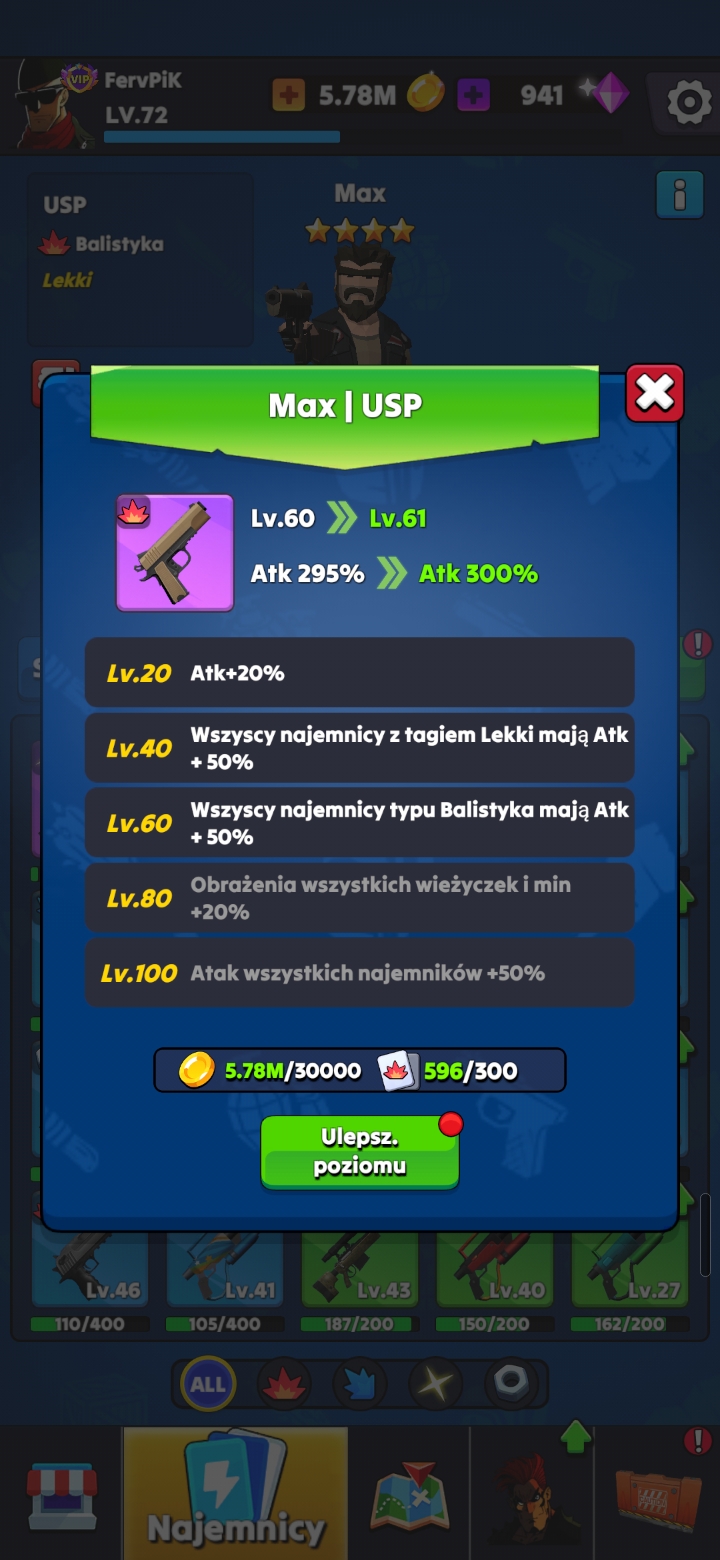 VIP
FervPiK
LV.72
5.78M
941
USP
Balistyka
Lekki
Max
Max | USP
Lv.60
Lv.61
Atk 295%
Atk 300%
Lv.20 Atk+20%
Lv.40 Wszyscy najemnicy z tagiem Lekki mają Atk
+ 50%
Lv.60 Wszyscy najemnicy typu Balistyka mają Atk
+ 50%
Lv.80 Obrażenia wszystkich wieżyczek i min
+20%
Lv.100 Atak wszystkich najemników +50%
5.78M/30000
596/300
Ulepsz.
poziomu
Lv.46
Lv.41
Lv.43
Lv.40
Lv.27
110/400
105/400
187/200
150/200
162/200
ALL
Najemnicy